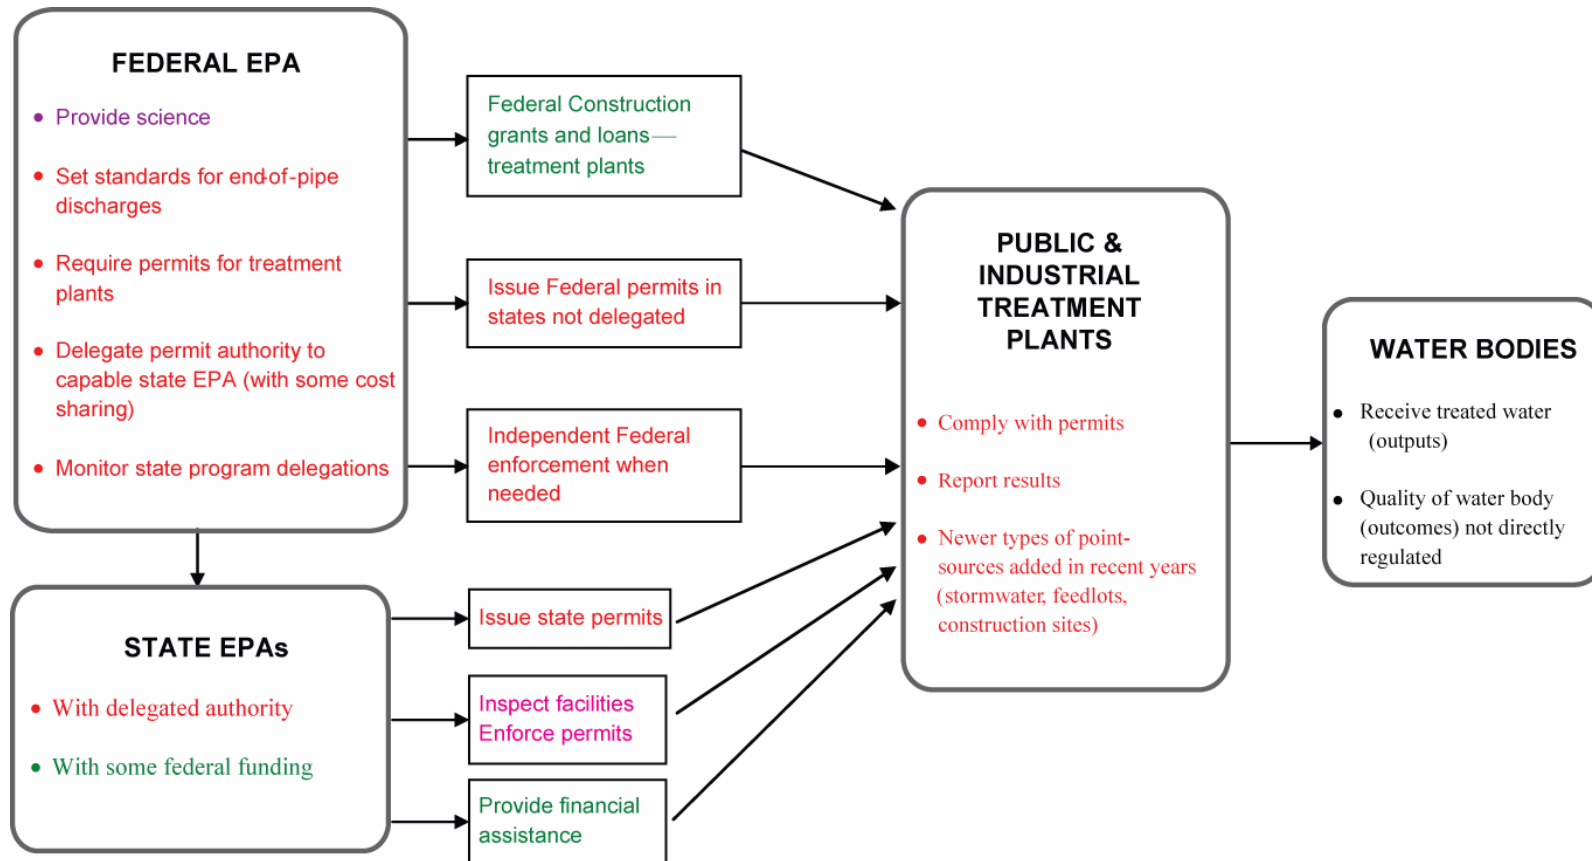 FEDERAL EPA
• Provide science
• Set standards for end-of-pipe
discharges
• Require permits for treatment
plants
• Delegate permit authority to
capable state EPA (with some cost
sharing)
• Monitor state program delegations
Federal Construction
grants and loans—
treatment plants
Issue Federal permits in
states not delegated
Independent Federal
enforcement when
needed
STATE EPAs
• With delegated authority
• With some federal funding
Issue state permits
Inspect facilities
Enforce permits
Provide financial
assistance
PUBLIC &
INDUSTRIAL
TREATMENT
PLANTS
• Comply with permits
• Report results
• Newer types of point-
sources added in recent years
(stormwater, feedlots,
construction sites)
WATER BODIES
• Receive treated water
(outputs)
• Quality of water body
(outcomes) not directly
regulated